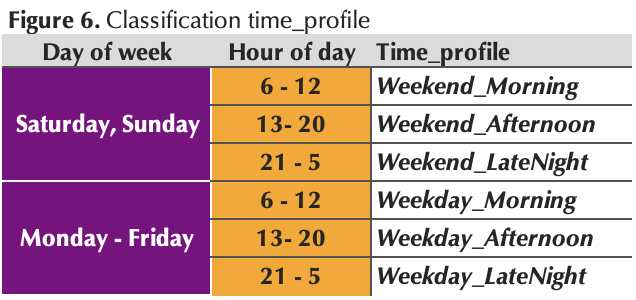 Figure 6. Classification time_profile
Day of week Hour of day Time_profile
Saturday, Sunday
6 - 12 Weekend_Morning
13- 20 Weekend_Afternoon
21 - 5 Weekend_LateNight
Monday - Friday
6 - 12 Weekday_Morning
13- 20 Weekday_Afternoon
21 - 5 Weekday_LateNight